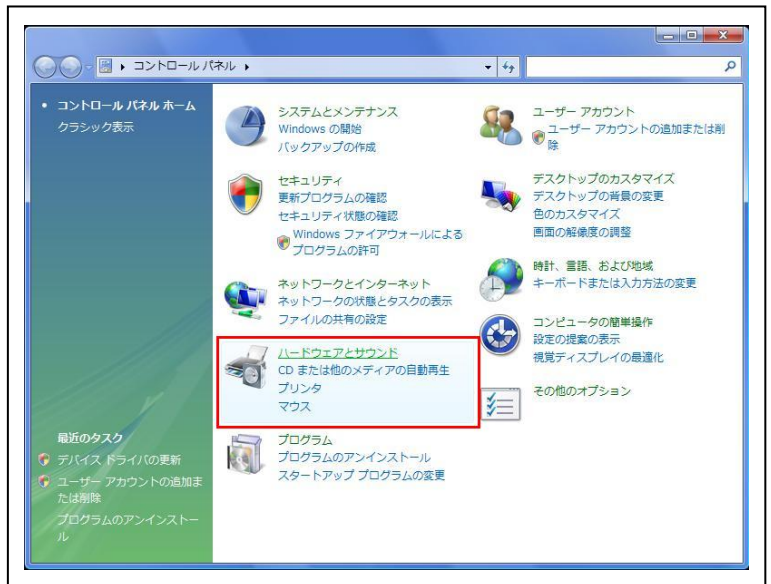 コントロール パネル
コントロール パネル ホーム
クラシック表示
システムとメンテナンス
Windows の開始
バックアップの作成
セキュリティ
更新プログラムの確認
セキュリティ状態の確認
Windows ファイアウォールによる
プログラムの許可
ネットワークとインターネット
ネットワークの状態とタスクの表示
ファイルの共有の設定
ハードウェアとサウンド
CD または他のメディアの自動再生
プリンタ
マウス
プログラム
プログラムのアンインストール
スタートアップ プログラムの変更
ユーザー アカウント
ユーザー アカウントの追加または削
除
デスクトップのカスタマイズ
デスクトップの背景の変更
色のカスタマイズ
画面の解像度の調整
時計、言語、および地域
キーボードまたは入力方法の変更
コンピュータの簡単操作
設定の提案の表示
視覚ディスプレイの最適化
その他のオプション
最近のタスク
デバイス ドライバの更新
ユーザー アカウントの追加ま
たは削除
プログラムのアンインストー
ル